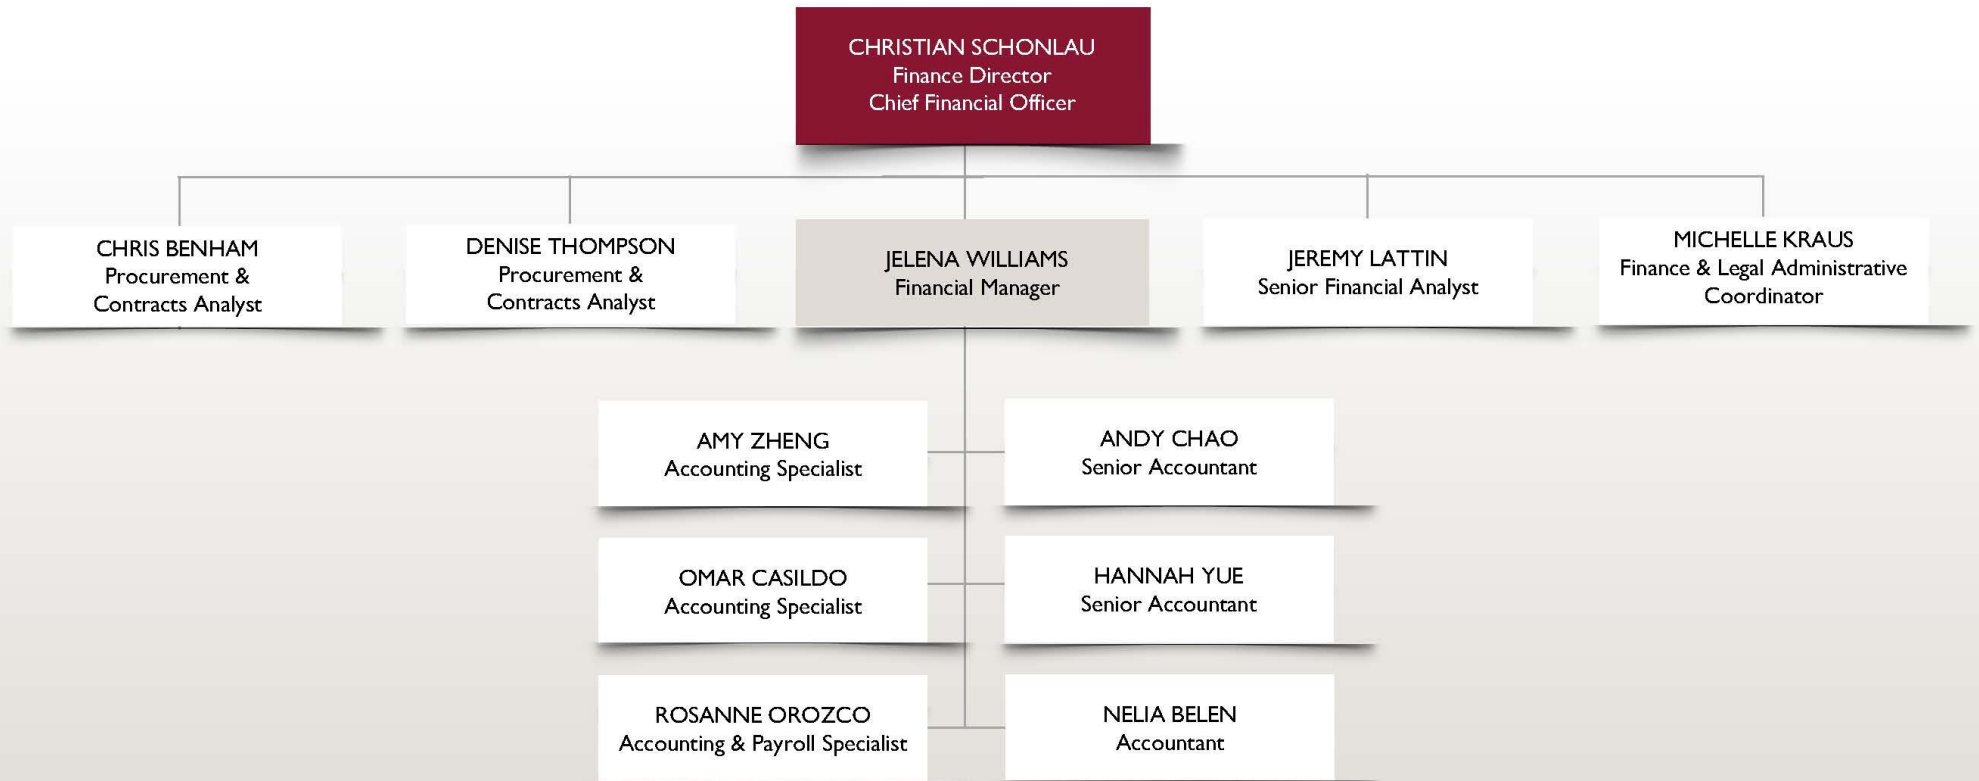 CHRISTIAN SCHONLAU
Finance Director
Chief Financial Officer
CHRIS BENHAM
Procurement &
Contracts Analyst
DENISE THOMPSON
Procurement &
Contracts Analyst
JELENA WILLIAMS
Financial Manager
JEREMY LATTIN
Senior Financial Analyst
MICHELLE KRAUS
Finance & Legal Administrative
Coordinator
AMY ZHENG
Accounting Specialist
ANDY CHAO
Senior Accountant
OMAR CASILDO
Accounting Specialist
HANNAH YUE
Senior Accountant
ROSANNE OROZCO
Accounting & Payroll Specialist
NELIA BELEN
Accountant